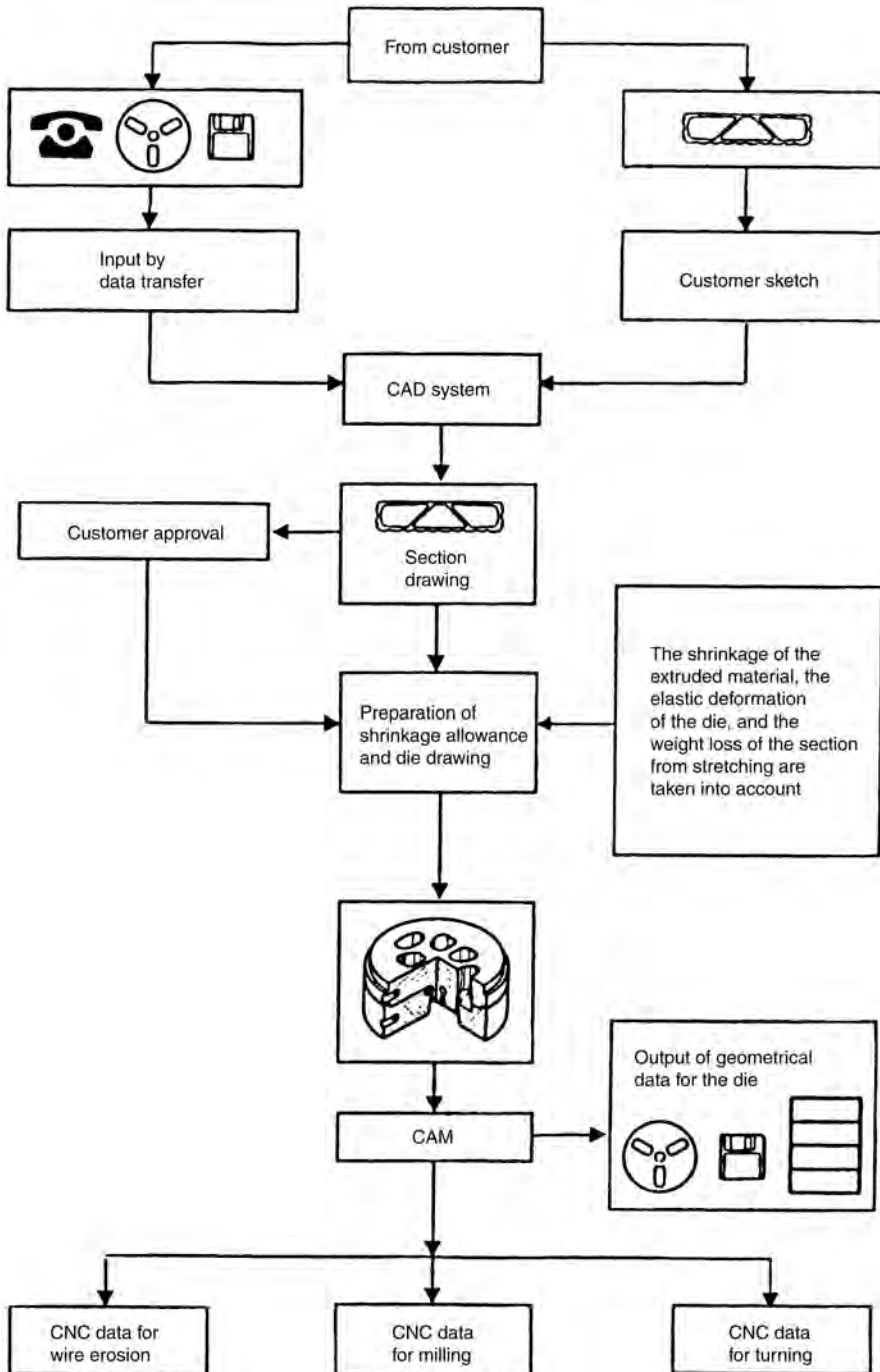 From customer
Input by
data transfer
Customer sketch
CAD system
Customer approval
Section
drawing
Preparation of
shrinkage allowance
and die drawing
The shrinkage of the
extruded material, the
elastic deformation
of the die, and the
weight loss of the section
from stretching are
taken into account
Output of geometrical
data for the die
CAM
CNC data for
wire erosion
CNC data
for milling
CNC data
for turning